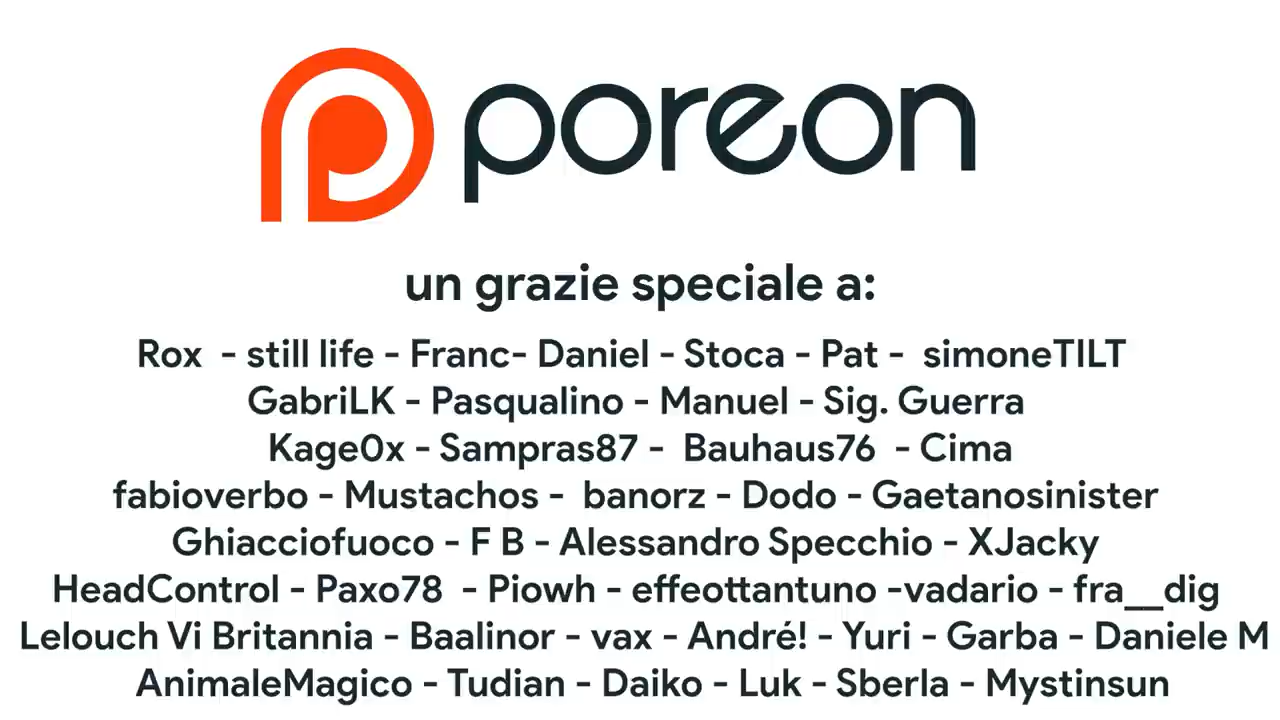 poreon
un grazie speciale a:
Rox - still life - Franc- Daniel - Stoca - Pat - simoneTILT
GabriLK - Pasqualino - Manuel - Sig. Guerra
Kage0x - Sampras87 - Bauhaus76 - Cima
fabioverbo - Mustachos - banorz - Dodo - Gaetanosinister
Ghiacciofuoco - F B - Alessandro Specchio - XJacky
HeadControl - Paxo78 - Piowh - effeottantuno -vadario - fra__dig
Lelouch Vi Britannia - Baalinor - vax - André! - Yuri - Garba - Daniele M
AnimaleMagico - Tudian - Daiko - Luk - Sberla - Mystinsun